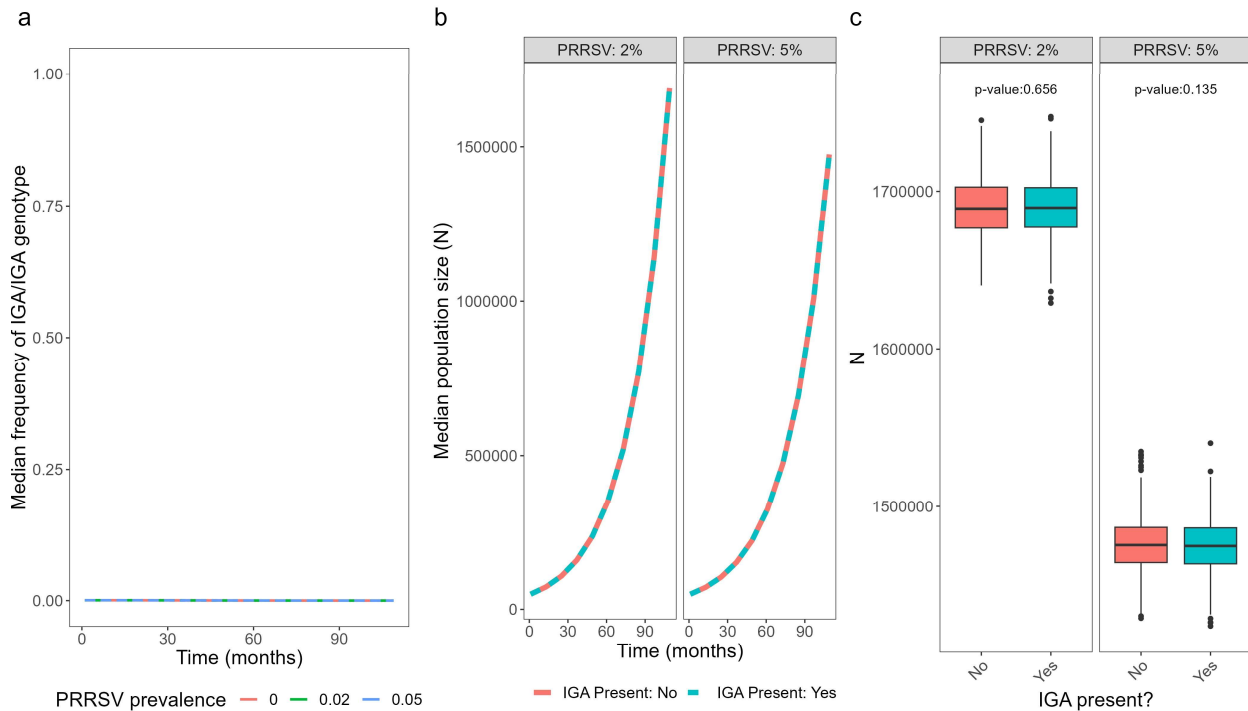 a
Median frequency of IGA/IGA genotype
1.00
0.75
0.50
0.25
0.00
0
30
60
90
Time (months)
PRRSV prevalence 0 0.02 0.05
b
PRRSV: 2%
PRRSV: 5%
Median population size (N)
1500000
1000000
500000
0
0
30
60
90
0
30
60
90
Time (months)
IGA Present: No IGA Present: Yes
c
PRRSV: 2%
PRRSV: 5%
p-value:0.656
p-value:0.135
N
1700000
1600000
1500000
No
Yes
No
Yes
IGA present?